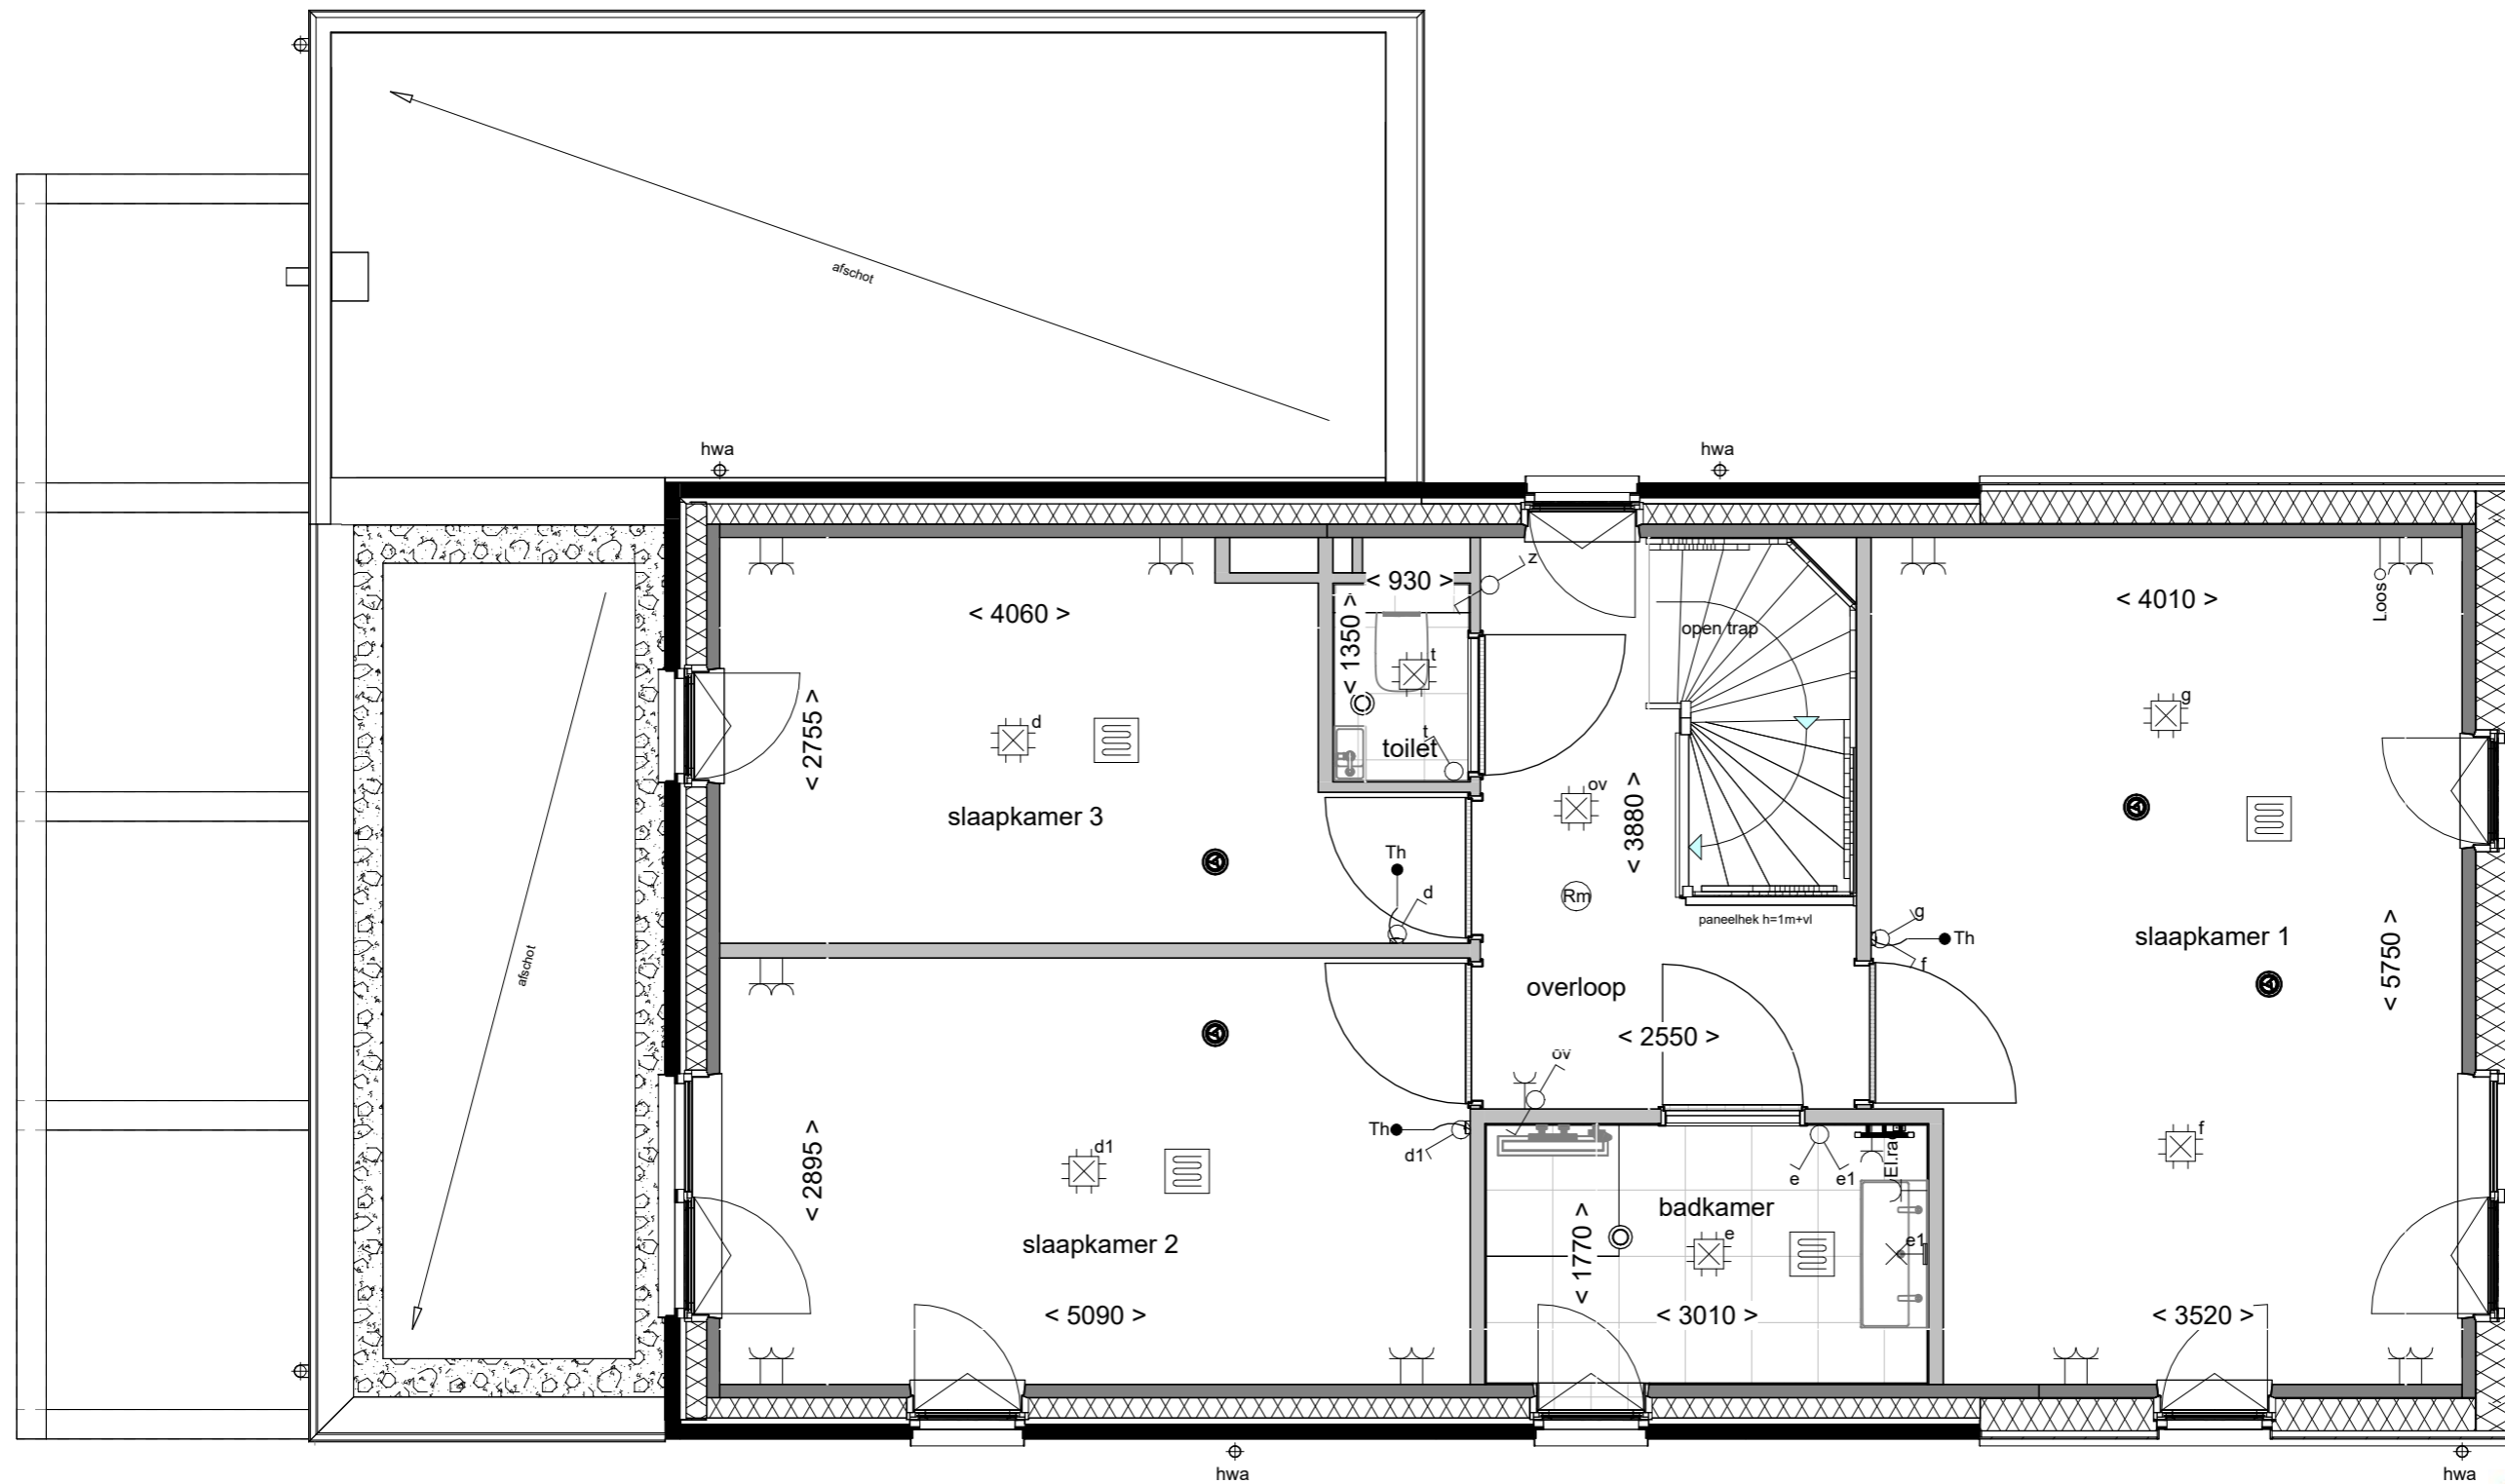 afschot
hwa
hwa
z
< 930 >
< 4060 >
< 1350 >
< 4010 >
Loos
open trap
t
g
d
< 2755 >
t
toilet
ov
slaapkamer 3
< 3880 >
Th
d
Rm
paneelhek h=1m+vl
g
Th
f
slaapkamer 1
< 5750 >
afschot
overloop
< 2550 >
ov
< 2895 >
Th
d1
d1
f
El.rad
e
e1
badkamer
< 1770 >
e
e1
slaapkamer 2
< 5090 >
< 3010 >
< 3520 >
hwa
hwa